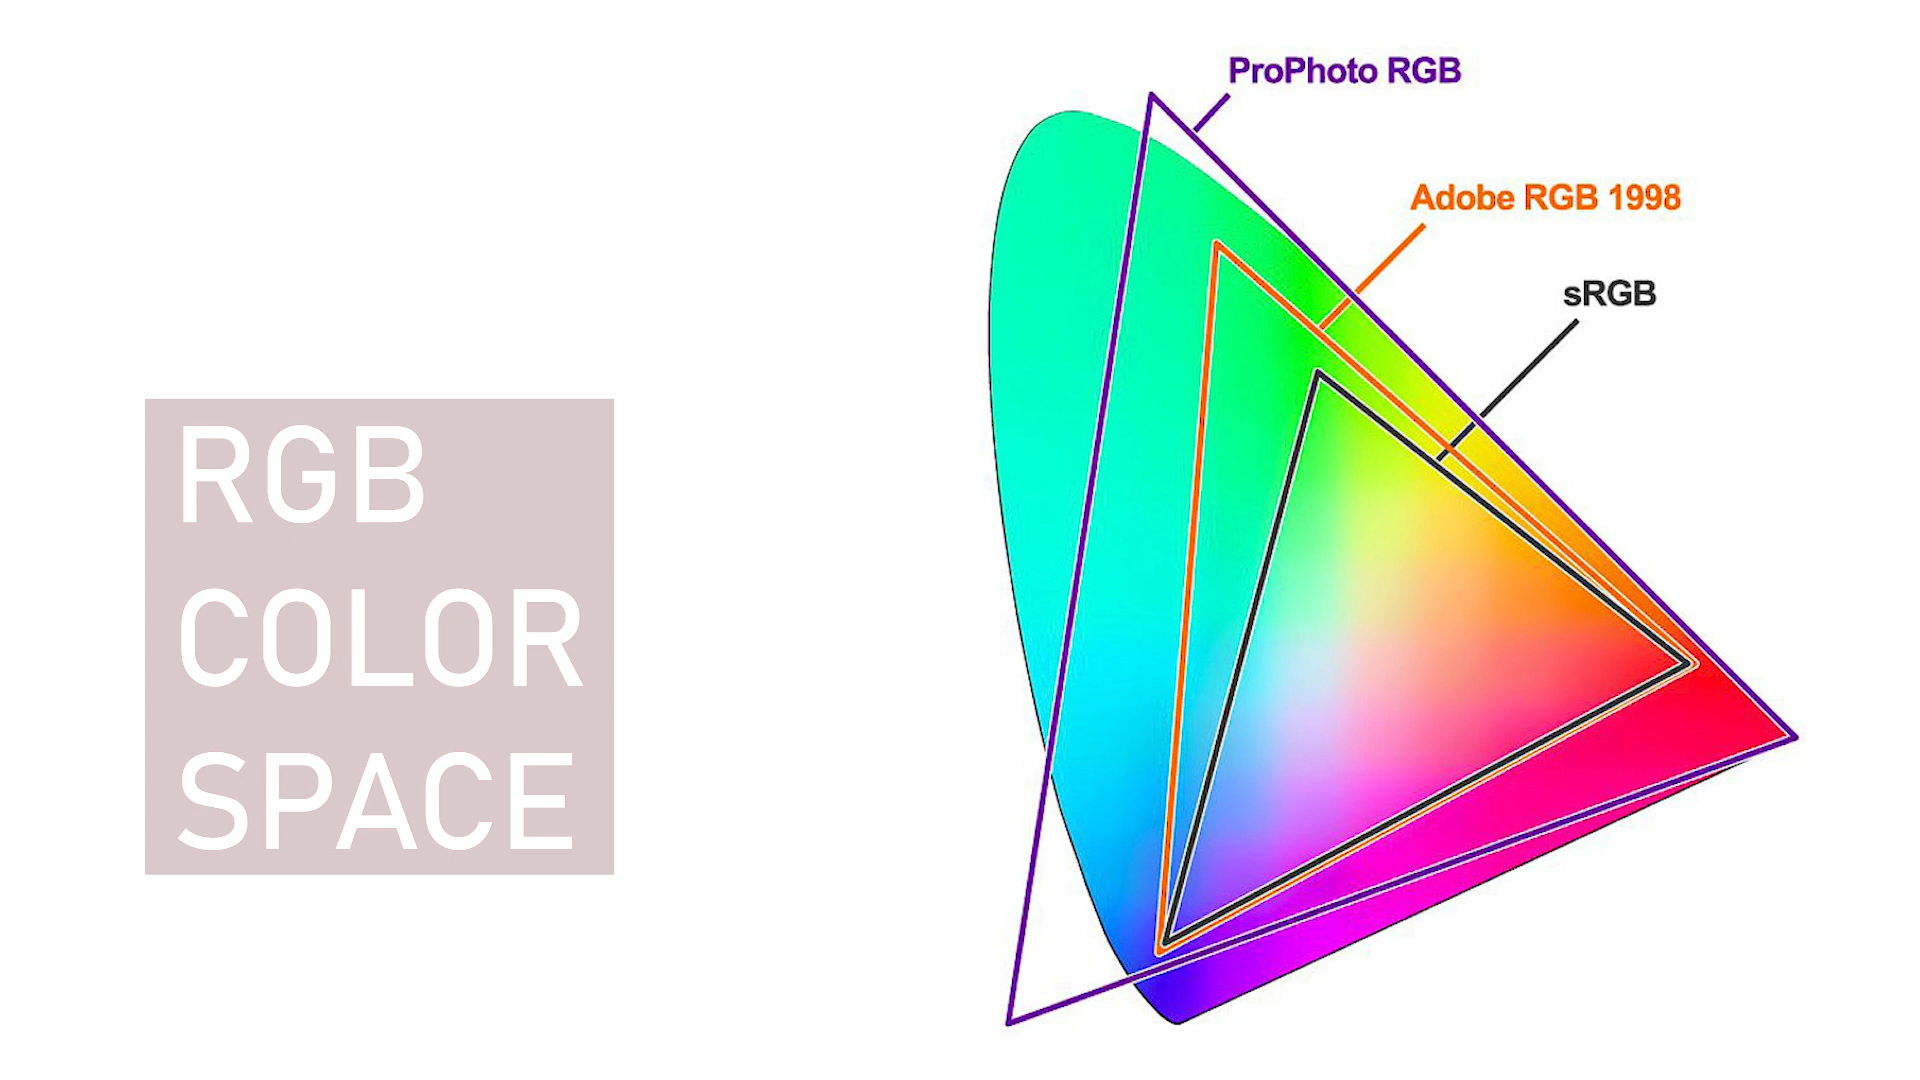 RGB
COLOR
SPACE
ProPhoto RGB
Adobe RGB 1998
sRGB